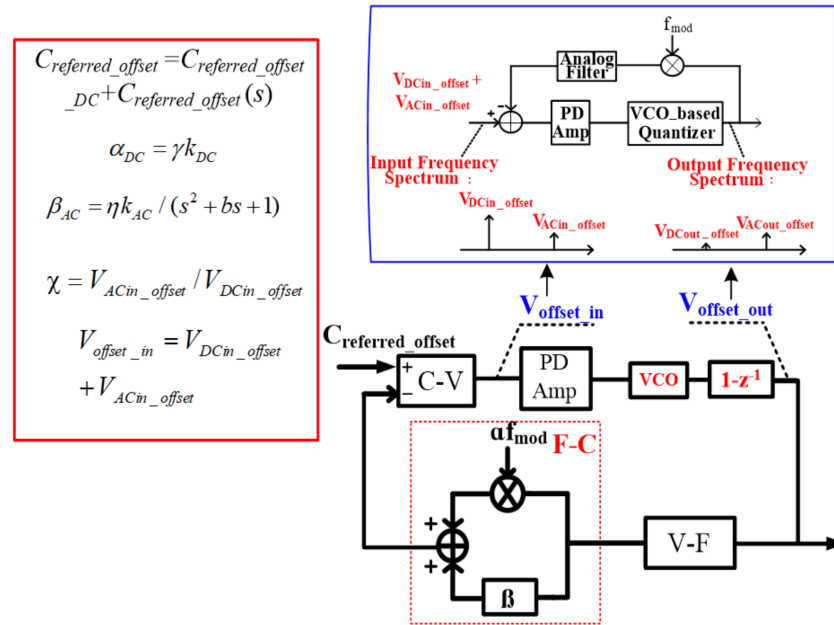 C_referred_offset = C_referred_offset
_DC + C_referred_offset(s)
α_DC = γk_DC
β_AC = ηk_AC / (s² + bs + 1)
χ = V_ACin_offset / V_DCin_offset
V_offset_in = V_DCin_offset
+ V_ACin_offset
f_mod
Analog
Filter
V_DCin_offset +
V_ACin_offset
+ −
PD
Amp
VCO_based
Quantizer
Input Frequency
Spectrum :
Output Frequency
Spectrum :
V_DCin_offset
V_ACin_offset
V_DCout_offset
V_ACout_offset
V_offset_in
V_offset_out
C_referred_offset
+
−
C-V
PD
Amp
VCO
1-z⁻¹
αf_mod
F-C
+
+
V-F
ß